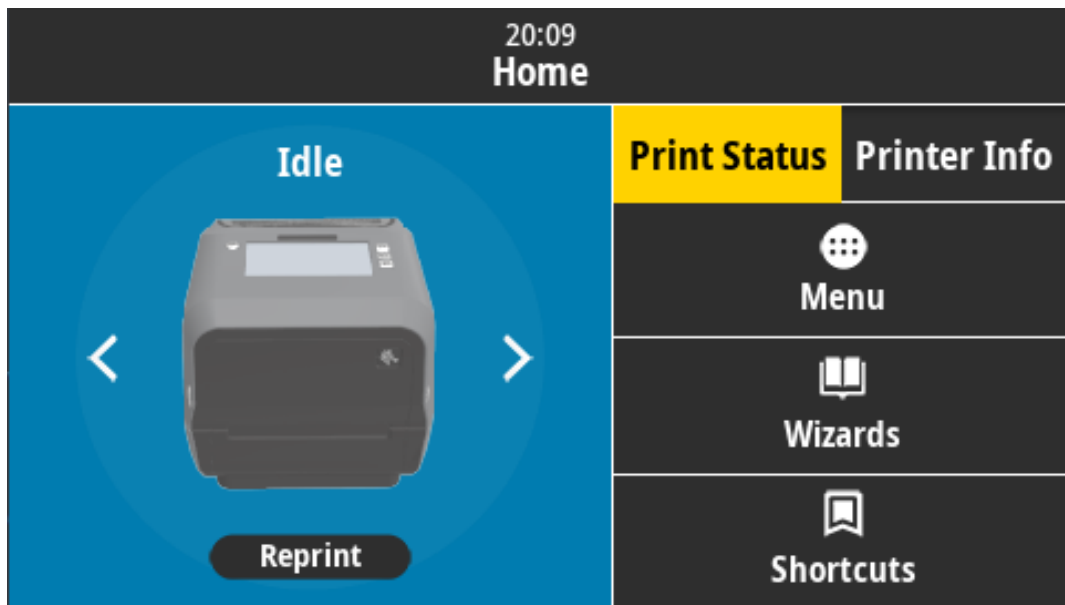 20:09
Home
Idle
Print Status
Printer Info
Menu
Wizards
Shortcuts
Reprint